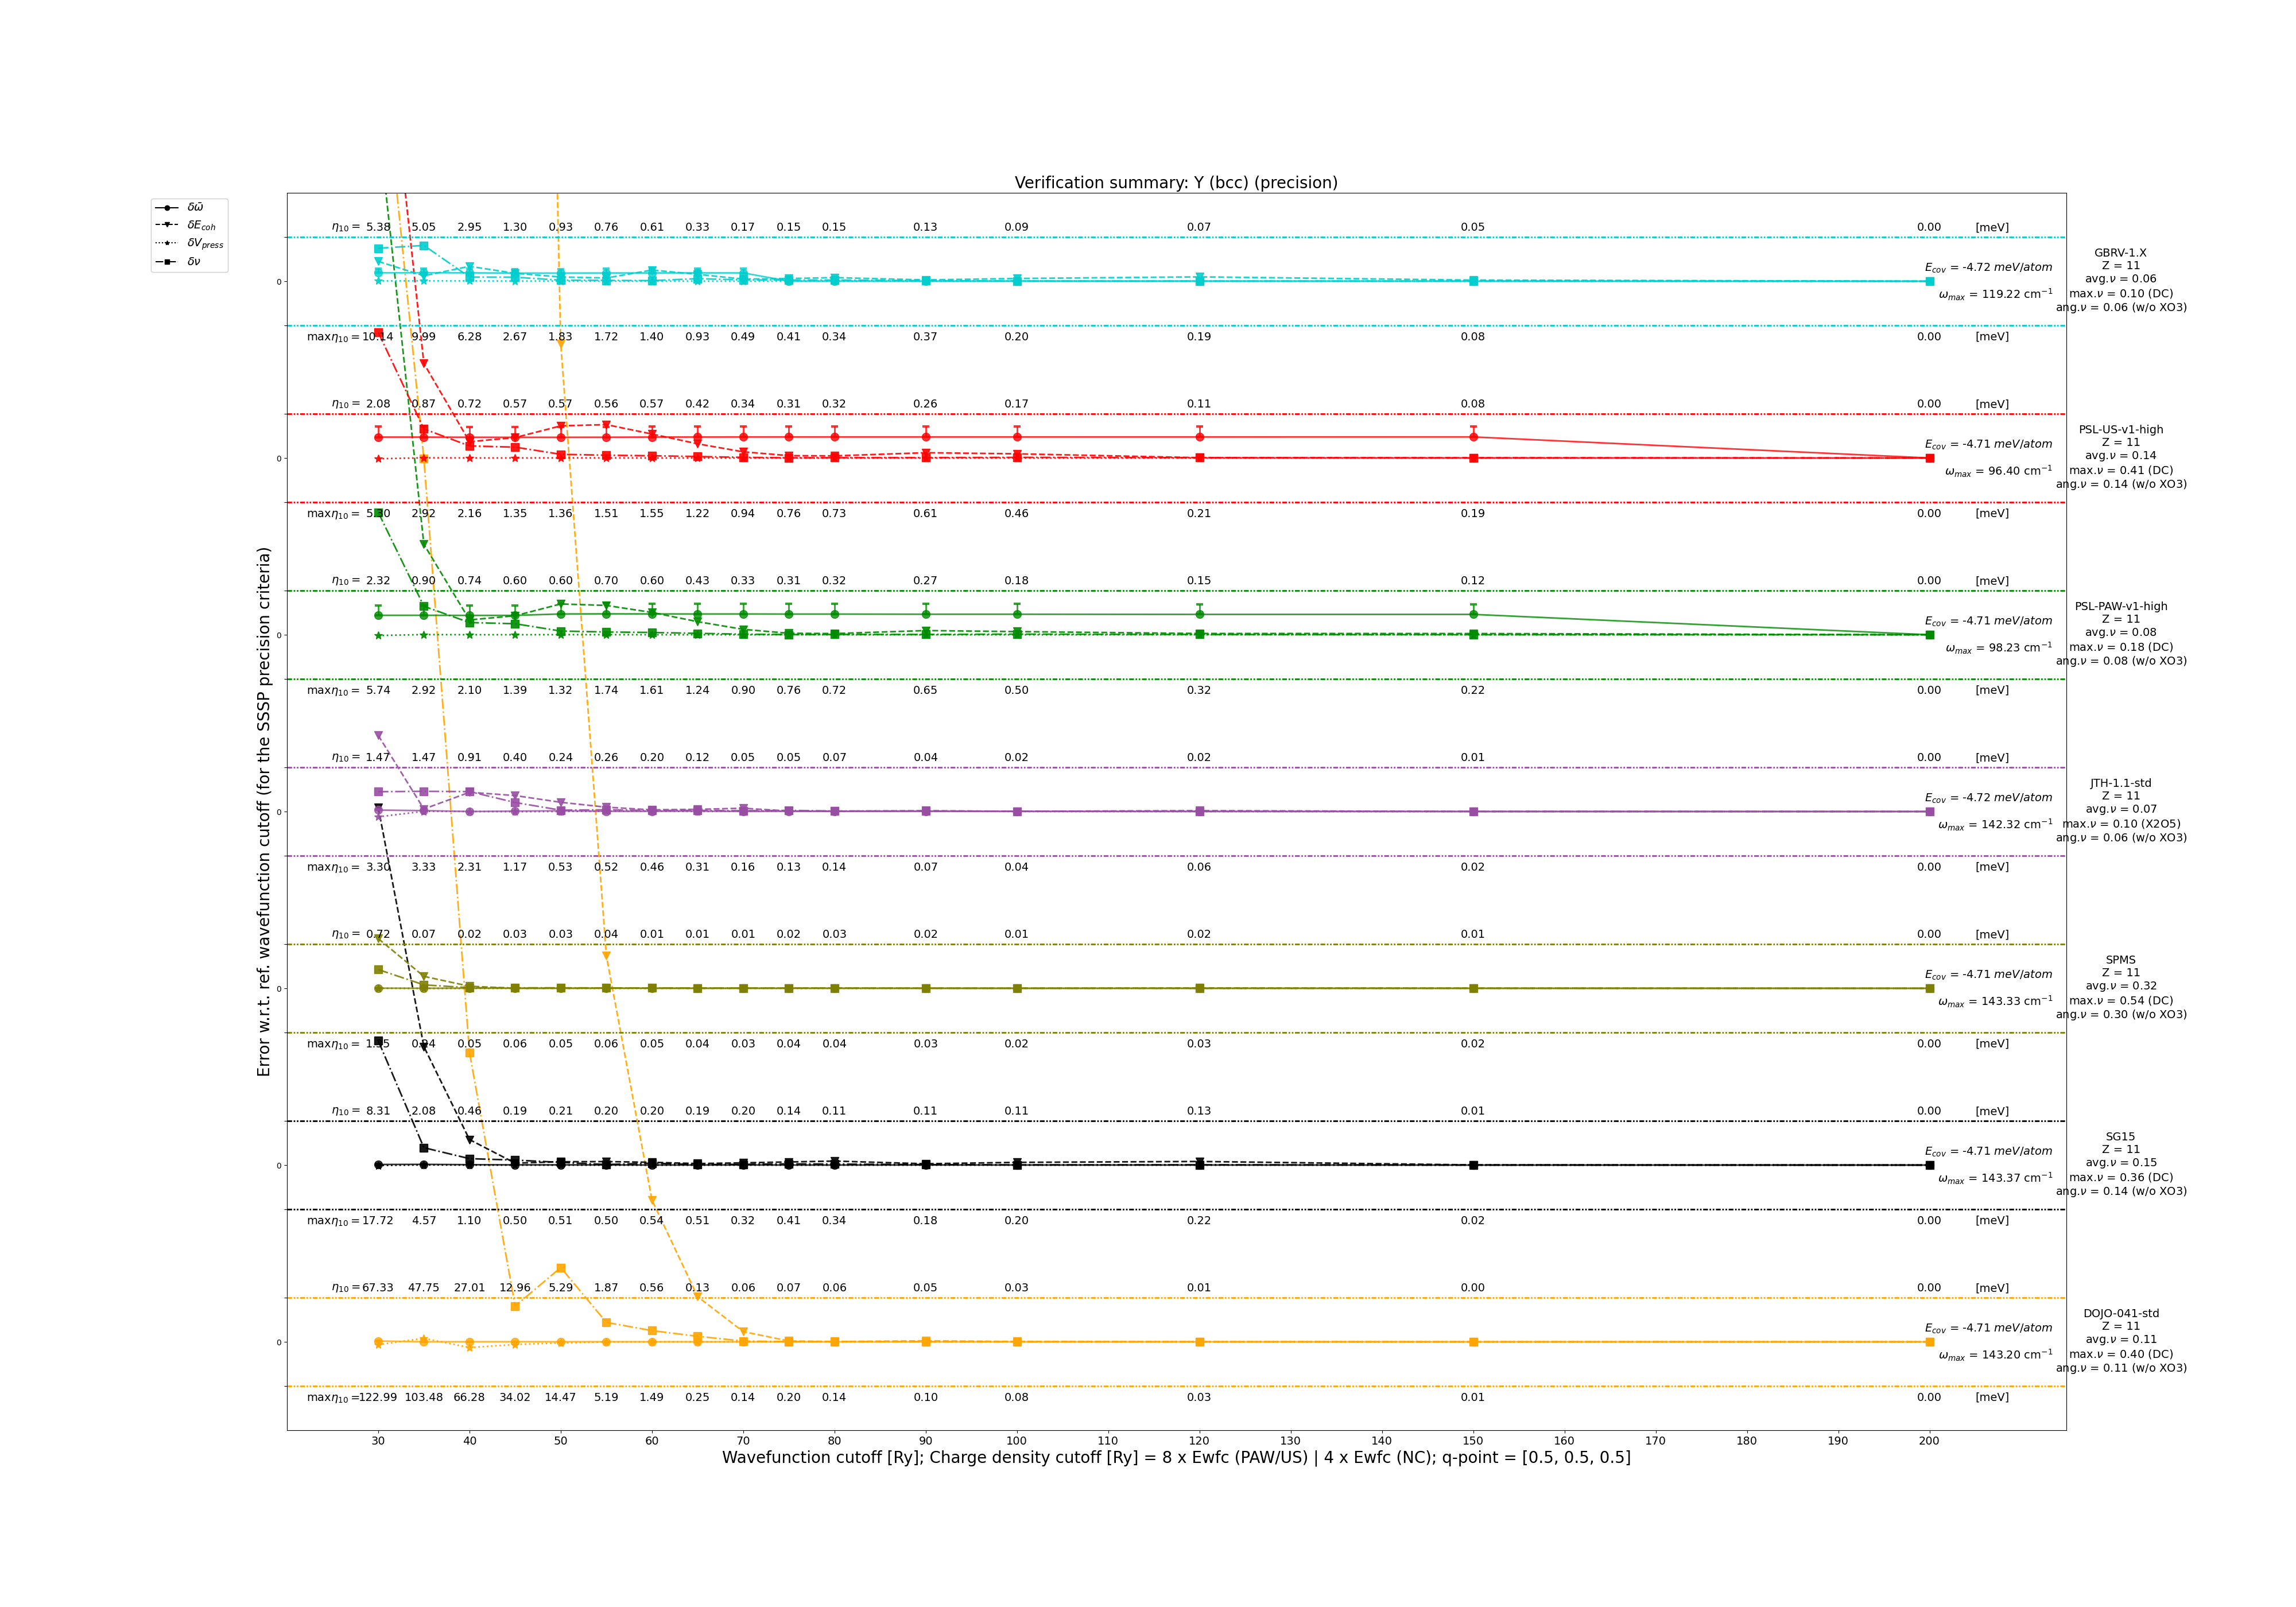 Verification summary: Y (bcc) (precision)
δω̄
δE_coh
δV_press
δν
Error w.r.t. ref. wavefunction cutoff (for the SSSP precision criteria)
η₁₀ = 5.38 5.05 2.95 1.30 0.93 0.76 0.61 0.33 0.17 0.15 0.15 0.13 0.09 0.07 0.05 0.00 [meV]
0
E_cov = -4.72 meV/atom
ω_max = 119.22 cm⁻¹
GBRV-1.X
Z = 11
avg.ν = 0.06
max.ν = 0.10 (DC)
ang.ν = 0.06 (w/o XO3)
maxη₁₀ = 10.14 9.99 6.28 2.67 1.83 1.72 1.40 0.93 0.49 0.41 0.34 0.37 0.20 0.19 0.08 0.00 [meV]
η₁₀ = 2.08 0.87 0.72 0.57 0.57 0.56 0.57 0.42 0.34 0.31 0.32 0.26 0.17 0.11 0.08 0.00 [meV]
0
E_cov = -4.71 meV/atom
ω_max = 96.40 cm⁻¹
PSL-US-v1-high
Z = 11
avg.ν = 0.14
max.ν = 0.41 (DC)
ang.ν = 0.14 (w/o XO3)
maxη₁₀ = 5.30 2.92 2.16 1.35 1.36 1.51 1.55 1.22 0.94 0.76 0.73 0.61 0.46 0.21 0.19 0.00 [meV]
η₁₀ = 2.32 0.90 0.74 0.60 0.60 0.70 0.60 0.43 0.33 0.31 0.32 0.27 0.18 0.15 0.12 0.00 [meV]
0
E_cov = -4.71 meV/atom
ω_max = 98.23 cm⁻¹
PSL-PAW-v1-high
Z = 11
avg.ν = 0.08
max.ν = 0.18 (DC)
ang.ν = 0.08 (w/o XO3)
maxη₁₀ = 5.74 2.92 2.10 1.39 1.32 1.74 1.61 1.24 0.90 0.76 0.72 0.65 0.50 0.32 0.22 0.00 [meV]
η₁₀ = 1.47 1.47 0.91 0.40 0.24 0.26 0.20 0.12 0.05 0.05 0.07 0.04 0.02 0.02 0.01 0.00 [meV]
0
E_cov = -4.72 meV/atom
ω_max = 142.32 cm⁻¹
JTH-1.1-std
Z = 11
avg.ν = 0.07
max.ν = 0.10 (X2O5)
ang.ν = 0.06 (w/o XO3)
maxη₁₀ = 3.30 3.33 2.31 1.17 0.53 0.52 0.46 0.31 0.16 0.13 0.14 0.07 0.04 0.06 0.02 0.00 [meV]
η₁₀ = 0.72 0.07 0.02 0.03 0.03 0.04 0.01 0.01 0.01 0.02 0.03 0.02 0.01 0.02 0.01 0.00 [meV]
0
E_cov = -4.71 meV/atom
ω_max = 143.33 cm⁻¹
SPMS
Z = 11
avg.ν = 0.32
max.ν = 0.54 (DC)
ang.ν = 0.30 (w/o XO3)
maxη₁₀ = 0.05 0.06 0.05 0.06 0.05 0.04 0.03 0.04 0.04 0.03 0.02 0.03 0.02 0.00 [meV]
η₁₀ = 8.31 2.08 0.46 0.19 0.21 0.20 0.20 0.19 0.20 0.14 0.11 0.11 0.11 0.13 0.01 0.00 [meV]
0
E_cov = -4.71 meV/atom
ω_max = 143.37 cm⁻¹
SG15
Z = 11
avg.ν = 0.15
max.ν = 0.36 (DC)
ang.ν = 0.14 (w/o XO3)
maxη₁₀ = 17.72 4.57 1.10 0.50 0.51 0.50 0.54 0.51 0.32 0.41 0.34 0.18 0.20 0.22 0.02 0.00 [meV]
η₁₀ = 67.33 47.75 27.01 12.96 5.29 1.87 0.56 0.13 0.06 0.07 0.06 0.05 0.03 0.01 0.00 0.00 [meV]
0
E_cov = -4.71 meV/atom
ω_max = 143.20 cm⁻¹
DOJO-041-std
Z = 11
avg.ν = 0.11
max.ν = 0.40 (DC)
ang.ν = 0.11 (w/o XO3)
maxη₁₀ = 122.99 103.48 66.28 34.02 14.47 5.19 1.49 0.25 0.14 0.20 0.14 0.10 0.08 0.03 0.01 0.00 [meV]
30 40 50 60 70 80 90 100 110 120 130 140 150 160 170 180 190 200
Wavefunction cutoff [Ry]; Charge density cutoff [Ry] = 8 x Ewfc (PAW/US) | 4 x Ewfc (NC); q-point = [0.5, 0.5, 0.5]